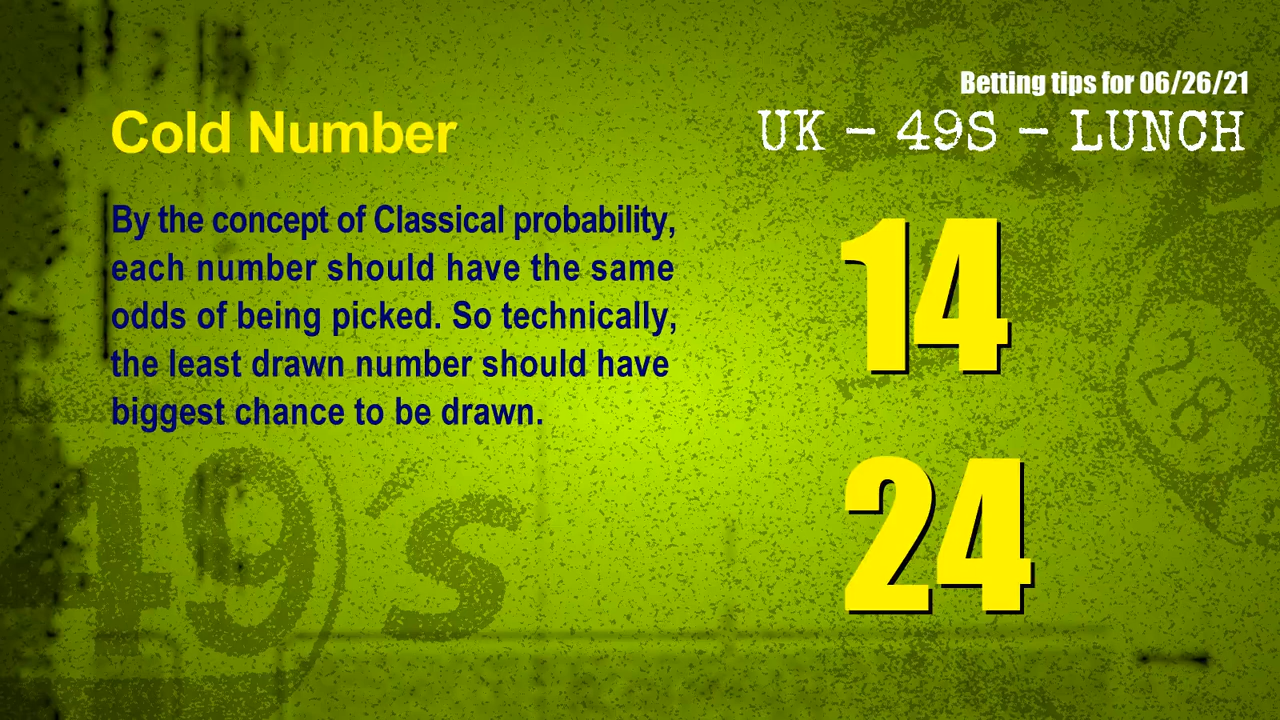 Betting tips for 06/26/21
UK - 49S - LUNCH
Cold Number
By the concept of Classical probability,
each number should have the same
odds of being picked. So technically,
the least drawn number should have
biggest chance to be drawn.
14
24
28
49's